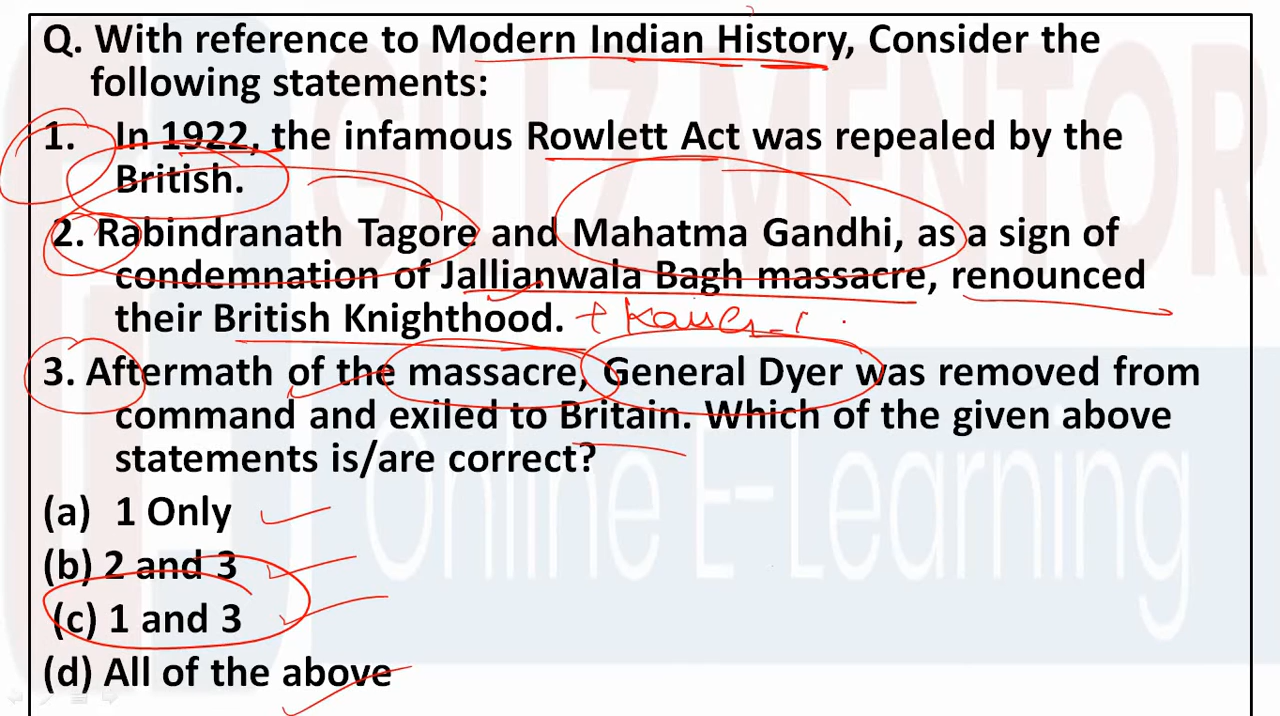 Q. With reference to Modern Indian History, Consider the
following statements:
1. In 1922, the infamous Rowlett Act was repealed by the
British.
2. Rabindranath Tagore and Mahatma Gandhi, as a sign of
condemnation of Jallianwala Bagh massacre, renounced
their British Knighthood. + Kaiser-i
3. Aftermath of the massacre, General Dyer was removed from
command and exiled to Britain. Which of the given above
statements is/are correct?
(a) 1 Only
(b) 2 and 3
(c) 1 and 3
(d) All of the above
MENTOR
Online E-Learning